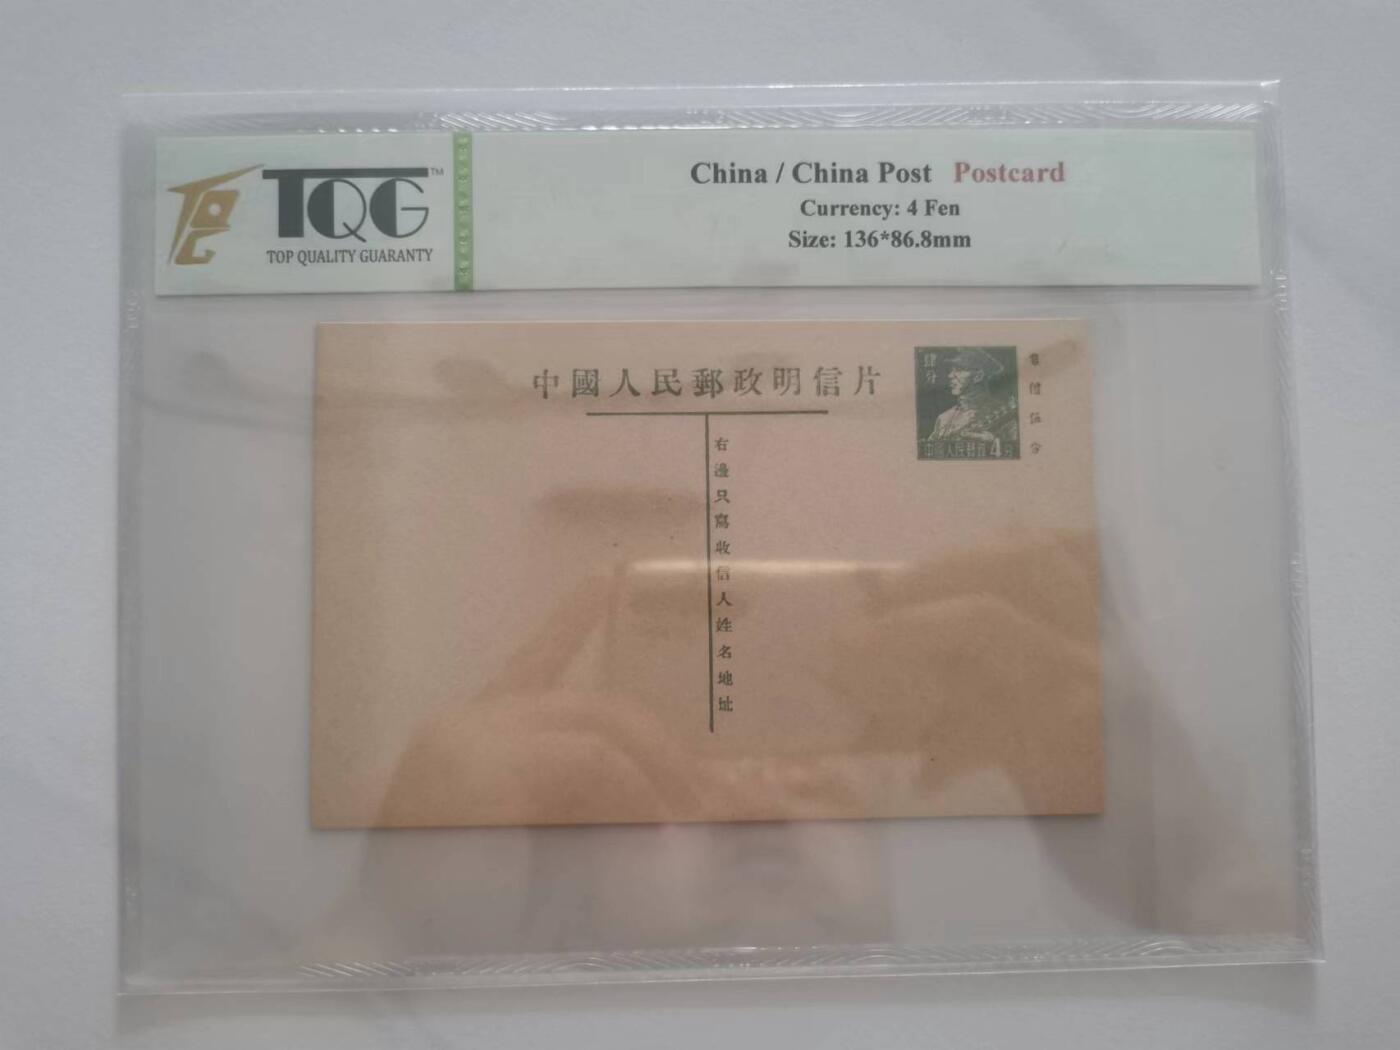 TQG™
TOP QUALITY GUARANTY
China / China Post Postcard
Currency: 4 Fen
Size: 136*86.8mm
中國人民郵政明信片
肆分
中國人民郵政 4分
售價伍分
右邊只寫收信人姓名地址